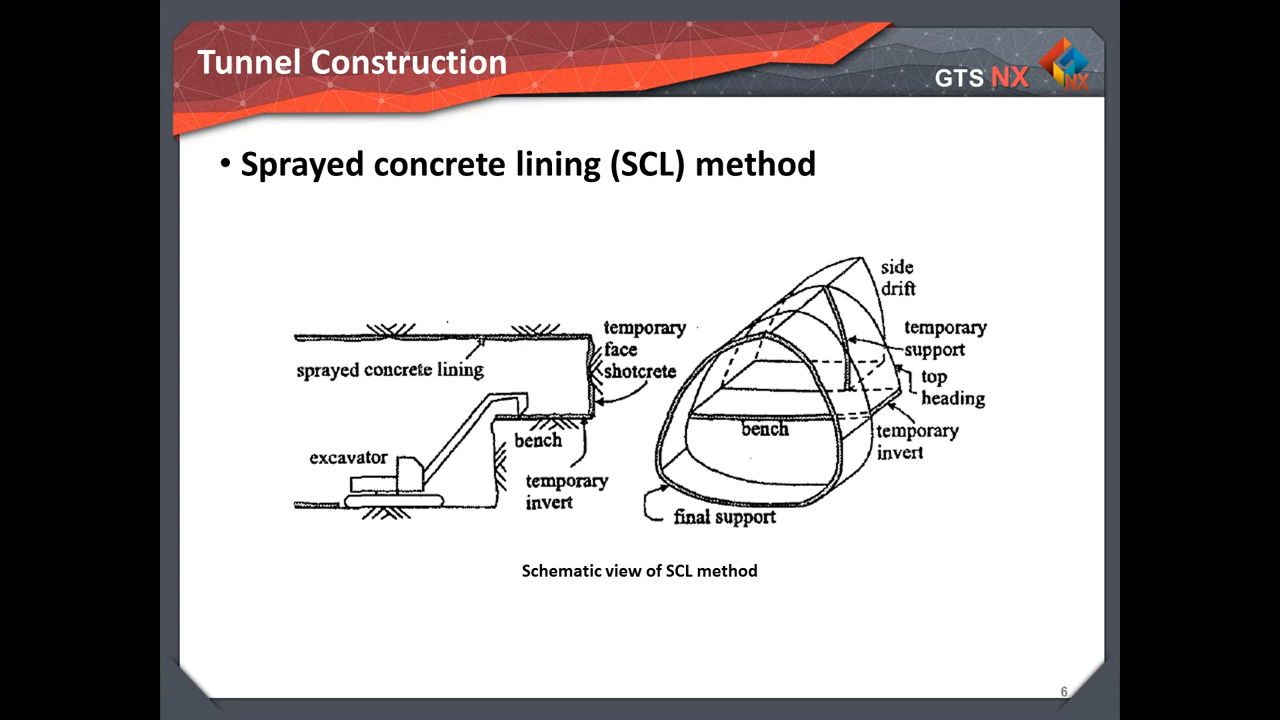 Tunnel Construction
GTS NX
NX
• Sprayed concrete lining (SCL) method
sprayed concrete lining
temporary
face
shotcrete
excavator
bench
temporary
invert
side
drift
temporary
support
top
heading
bench
temporary
invert
final support
Schematic view of SCL method
6